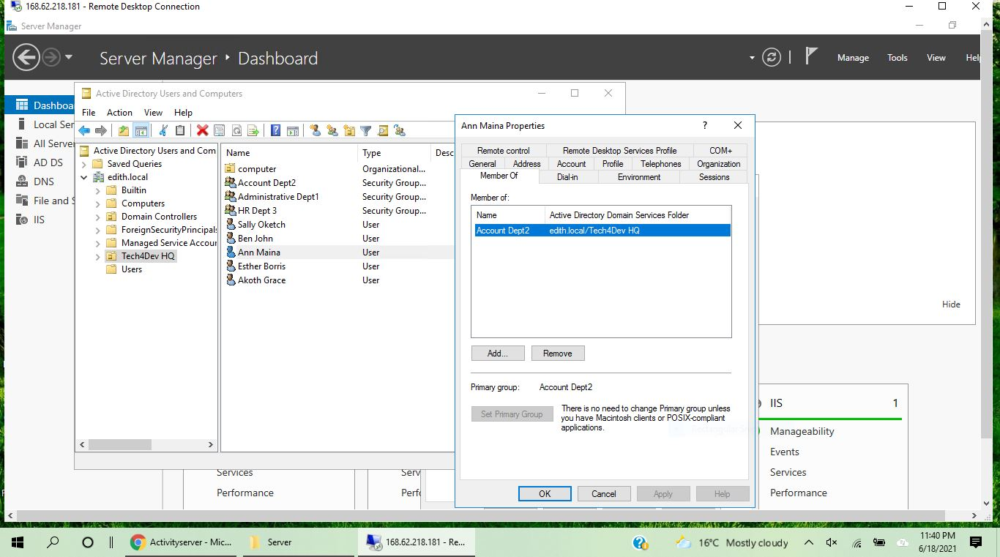 168.62.218.181 - Remote Desktop Connection
Server Manager
Server Manager Dashboard
Manage Tools View Help
Dashboa
Local Ser
All Server
AD DS
DNS
File and S
IIS
Active Directory Users and Computers
File Action View Help
Active Directory Users and Com
Saved Queries
edith.local
Builtin
Computers
Domain Controllers
ForeignSecurityPrincipals
Managed Service Accour
Tech4Dev HQ
Users
Name Type Desc
computer Organizational...
Account Dept2 Security Group...
Administrative Dept1 Security Group...
HR Dept 3 Security Group...
Sally Oketch User
Ben John User
Ann Maina User
Esther Borris User
Akoth Grace User
Ann Maina Properties
Remote control Remote Desktop Services Profile COM+
General Address Account Profile Telephones Organization
Member Of Dial-in Environment Sessions
Member of:
Name Active Directory Domain Services Folder
Account Dept2 edith.local/Tech4Dev HQ
Add... Remove
Primary group: Account Dept2
Set Primary Group
There is no need to change Primary group unless
you have Macintosh clients or POSIX-compliant
applications.
OK Cancel Apply Help
Hide
IIS 1
Manageability
Events
Services
Performance
Services
Performance
Serv
Perf
Activityserver - Mic...
Server
168.62.218.181 - Re...
16°C Mostly cloudy
11:40 PM
6/18/2021